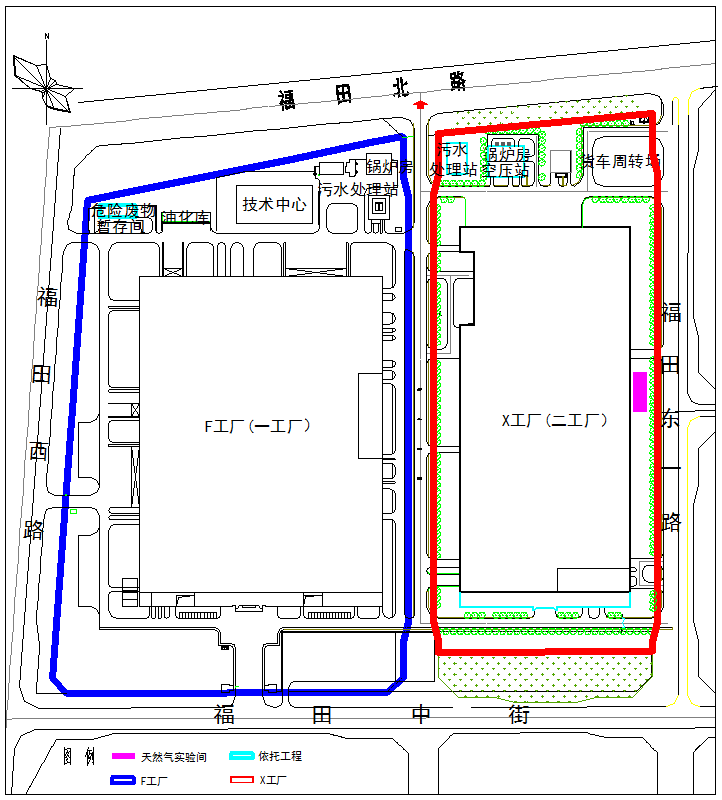 N
福田北路
污水
处理站
锅炉房
空压站
货车周转场
锅炉房
污水处理站
技术中心
危险废物
暂存间
油化库
福田西路
福田东一路
F工厂(一工厂)
X工厂(二工厂)
福田中街
图例
天然气实验间
依托工程
F工厂
X工厂